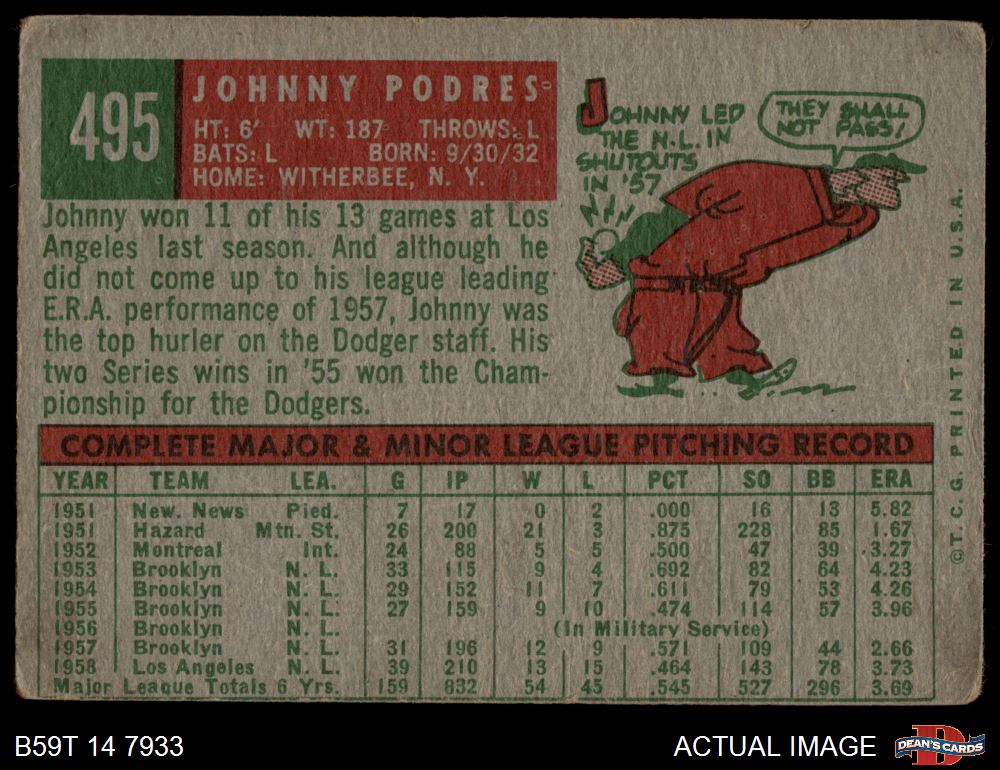 495
JOHNNY PODRES
HT: 6' WT: 187 THROWS: L
BATS: L BORN: 9/30/32
HOME: WITHERBEE, N. Y.
Johnny won 11 of his 13 games at Los
Angeles last season. And although he
did not come up to his league leading
E.R.A. performance of 1957, Johnny was
the top hurler on the Dodger staff. His
two Series wins in '55 won the Cham-
pionship for the Dodgers.
JOHNNY LED
THE N.L. IN
SHUTOUTS
IN '57
THEY SHALL
NOT PASS!
COMPLETE MAJOR & MINOR LEAGUE PITCHING RECORD
YEAR TEAM LEA. G IP W L PCT SO BB ERA
1951 New. News Pied. 7 17 0 2 .000 16 13 5.82
1951 Hazard Mtn. St. 26 200 21 3 .875 228 85 1.67
1952 Montreal Int. 24 88 5 5 .500 47 39 3.27
1953 Brooklyn N. L. 33 115 9 4 .692 82 64 4.23
1954 Brooklyn N. L. 29 152 11 7 .611 79 53 4.26
1955 Brooklyn N. L. 27 159 9 10 .474 114 57 3.96
1956 Brooklyn N. L. (In Military Service)
1957 Brooklyn N. L. 31 196 12 9 .571 109 44 2.66
1958 Los Angeles N. L. 39 210 13 15 .464 143 78 3.73
Major League Totals 6 Yrs. 159 832 54 45 .545 527 296 3.69
©T. C. G. PRINTED IN U.S.A.
B59T 14 7933
ACTUAL IMAGE
D
DEAN'S CARDS